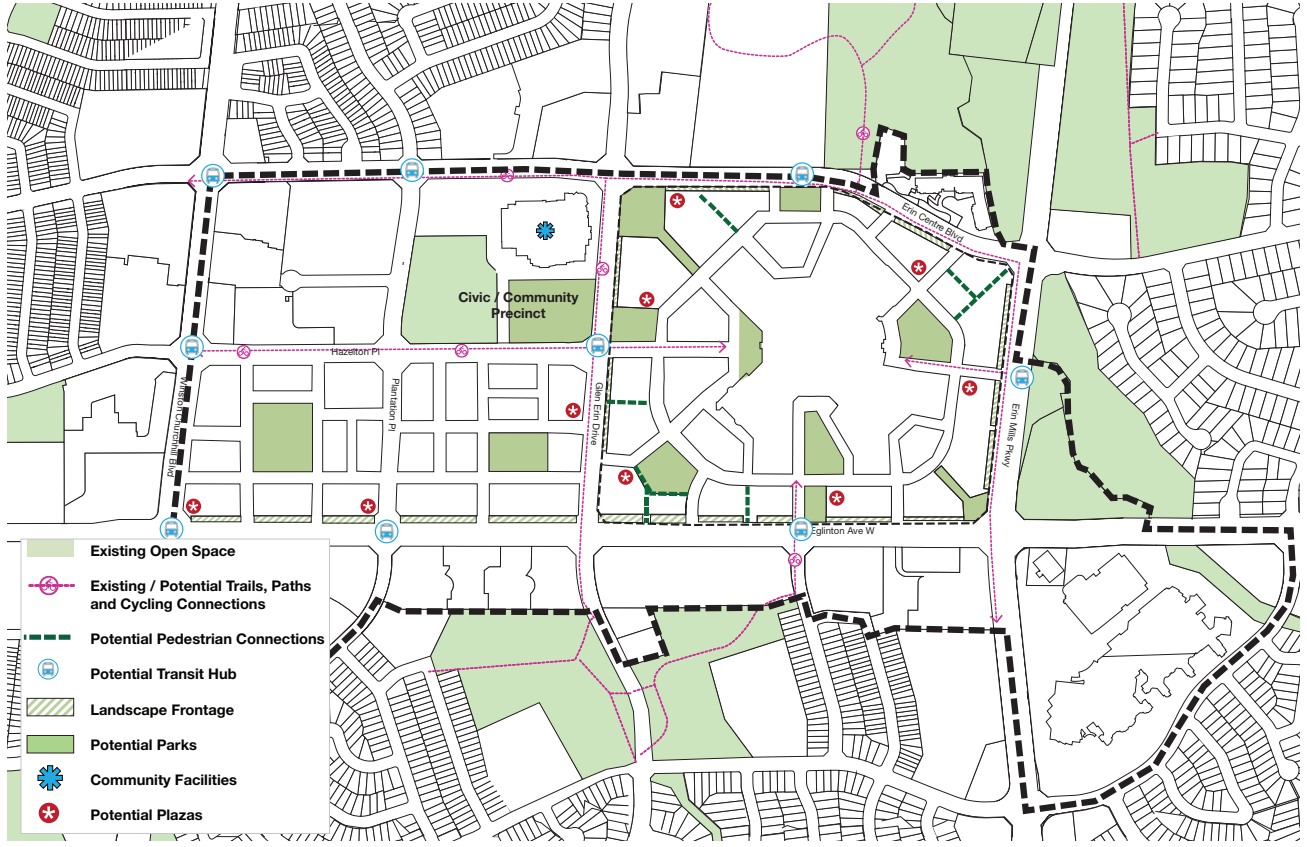 Erin Centre Blvd
Civic / Community
Precinct
Hazelton Pl
Winston Churchill Blvd
Plantation Pl
Glen Erin Drive
Erin Mills Pkwy
Eglinton Ave W
Existing Open Space
Existing / Potential Trails, Paths
and Cycling Connections
Potential Pedestrian Connections
Potential Transit Hub
Landscape Frontage
Potential Parks
Community Facilities
Potential Plazas